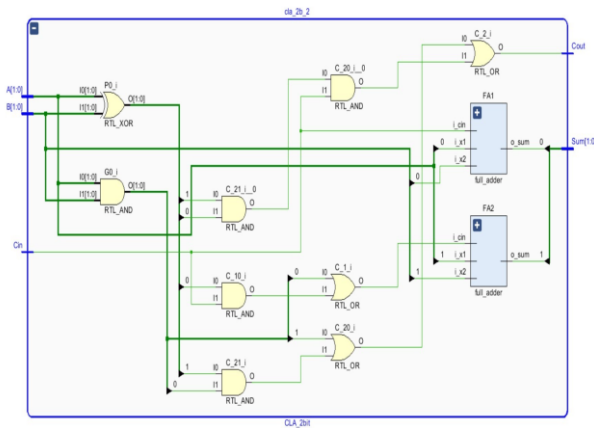 cla_2b_2
A[1:0]
B[1:0]
Cin
P0_i
I0[1:0]
I1[1:0]
O[1:0]
RTL_XOR
G0_i
I0[1:0]
I1[1:0]
O[1:0]
RTL_AND
C_21_i__0
1 I0
0 I1
O
RTL_AND
C_10_i
0 I0
I1
O
RTL_AND
C_21_i
1 I0
0 I1
O
RTL_AND
C_20_i__0
I0
I1
O
RTL_AND
C_1_i
0 I0
I1
O
RTL_OR
C_20_i
1 I0
I1
O
RTL_OR
C_2_i
I0
I1
O
RTL_OR
Cout
FA1
i_cin
0 i_x1
0 i_x2
o_sum 0
full_adder
Sum[1:0
FA2
i_cin
1 i_x1
1 i_x2
o_sum 1
full_adder
CLA_2bit